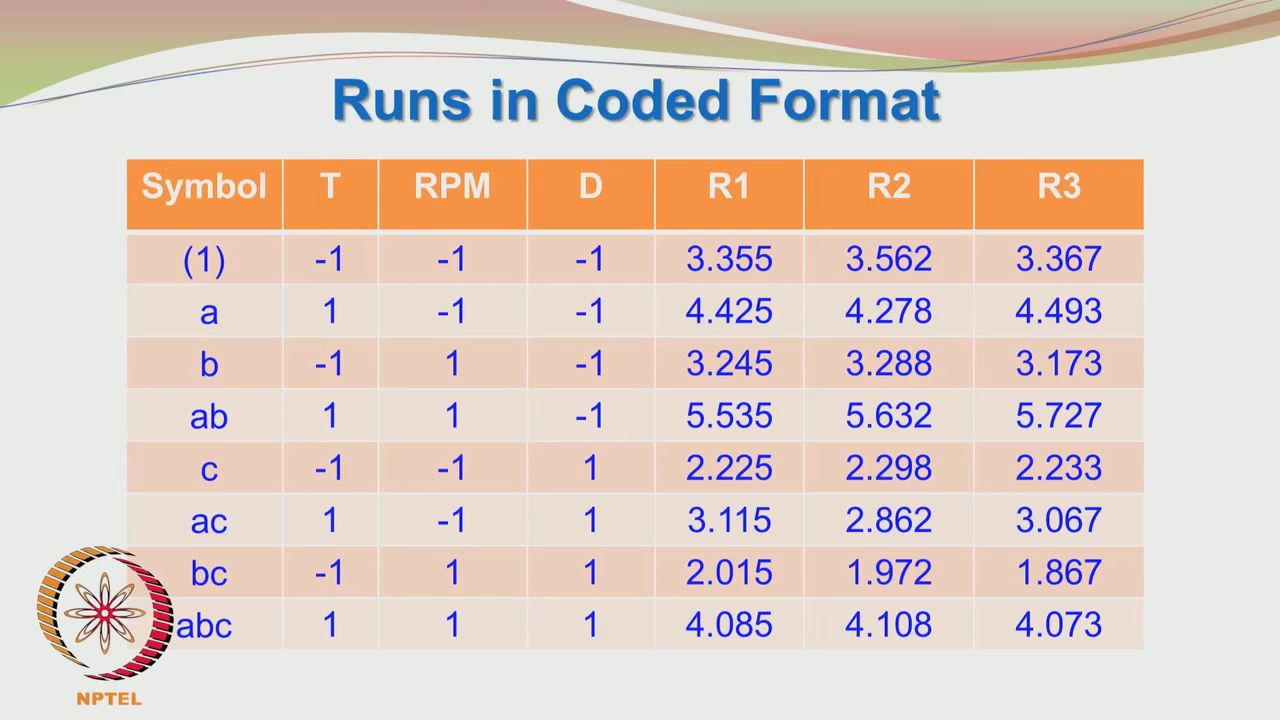 Runs in Coded Format
Symbol T RPM D R1 R2 R3
(1) -1 -1 -1 3.355 3.562 3.367
a 1 -1 -1 4.425 4.278 4.493
b -1 1 -1 3.245 3.288 3.173
ab 1 1 -1 5.535 5.632 5.727
c -1 -1 1 2.225 2.298 2.233
ac 1 -1 1 3.115 2.862 3.067
bc -1 1 1 2.015 1.972 1.867
abc 1 1 1 4.085 4.108 4.073
NPTEL